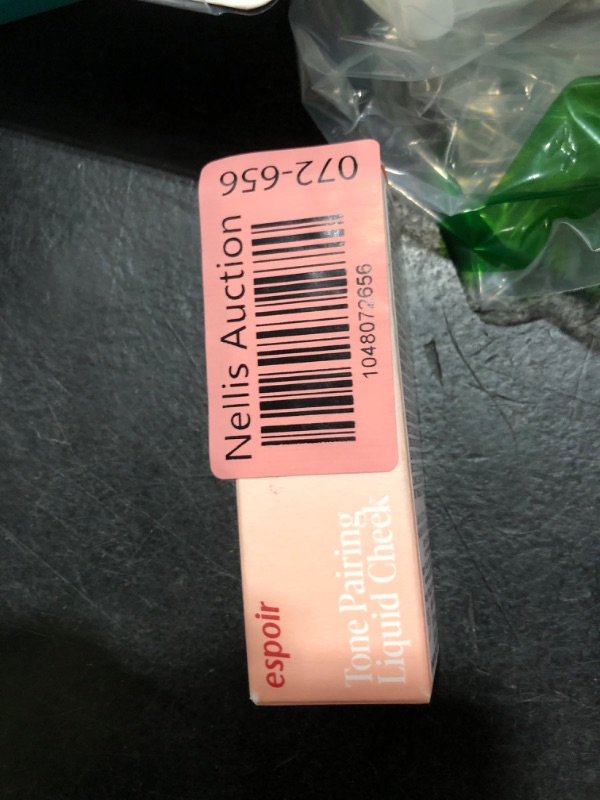 072-656
Nellis Auction
1048072656
espoir
Tone Pairing
Liquid Cheek